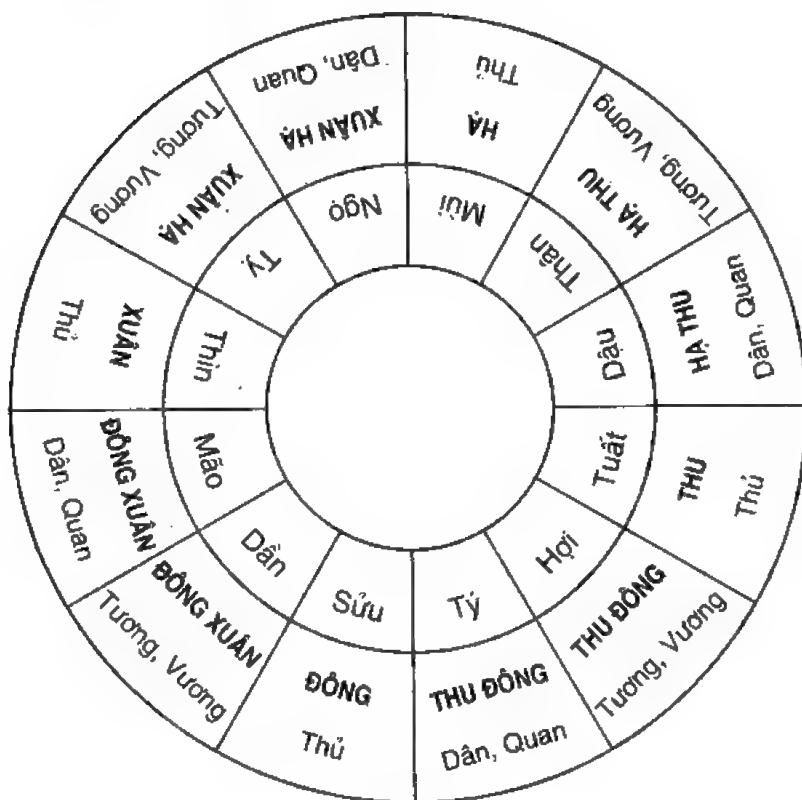 Dân, Quan
XUÂN HẠ
Ngọ
Thủ
HẠ
Mùi
Tương, Vương
HẠ THU
Thân
Dân, Quan
HẠ THU
Dậu
Thủ
THU
Tuất
Tương, Vương
THU ĐÔNG
Hợi
Tý
THU ĐÔNG
Dân, Quan
Sửu
ĐÔNG
Thủ
Dần
ĐÔNG XUÂN
Tương, Vương
Mão
ĐÔNG XUÂN
Dân, Quan
Thìn
XUÂN
Thủ
Tỵ
XUÂN HẠ
Tương, Vương